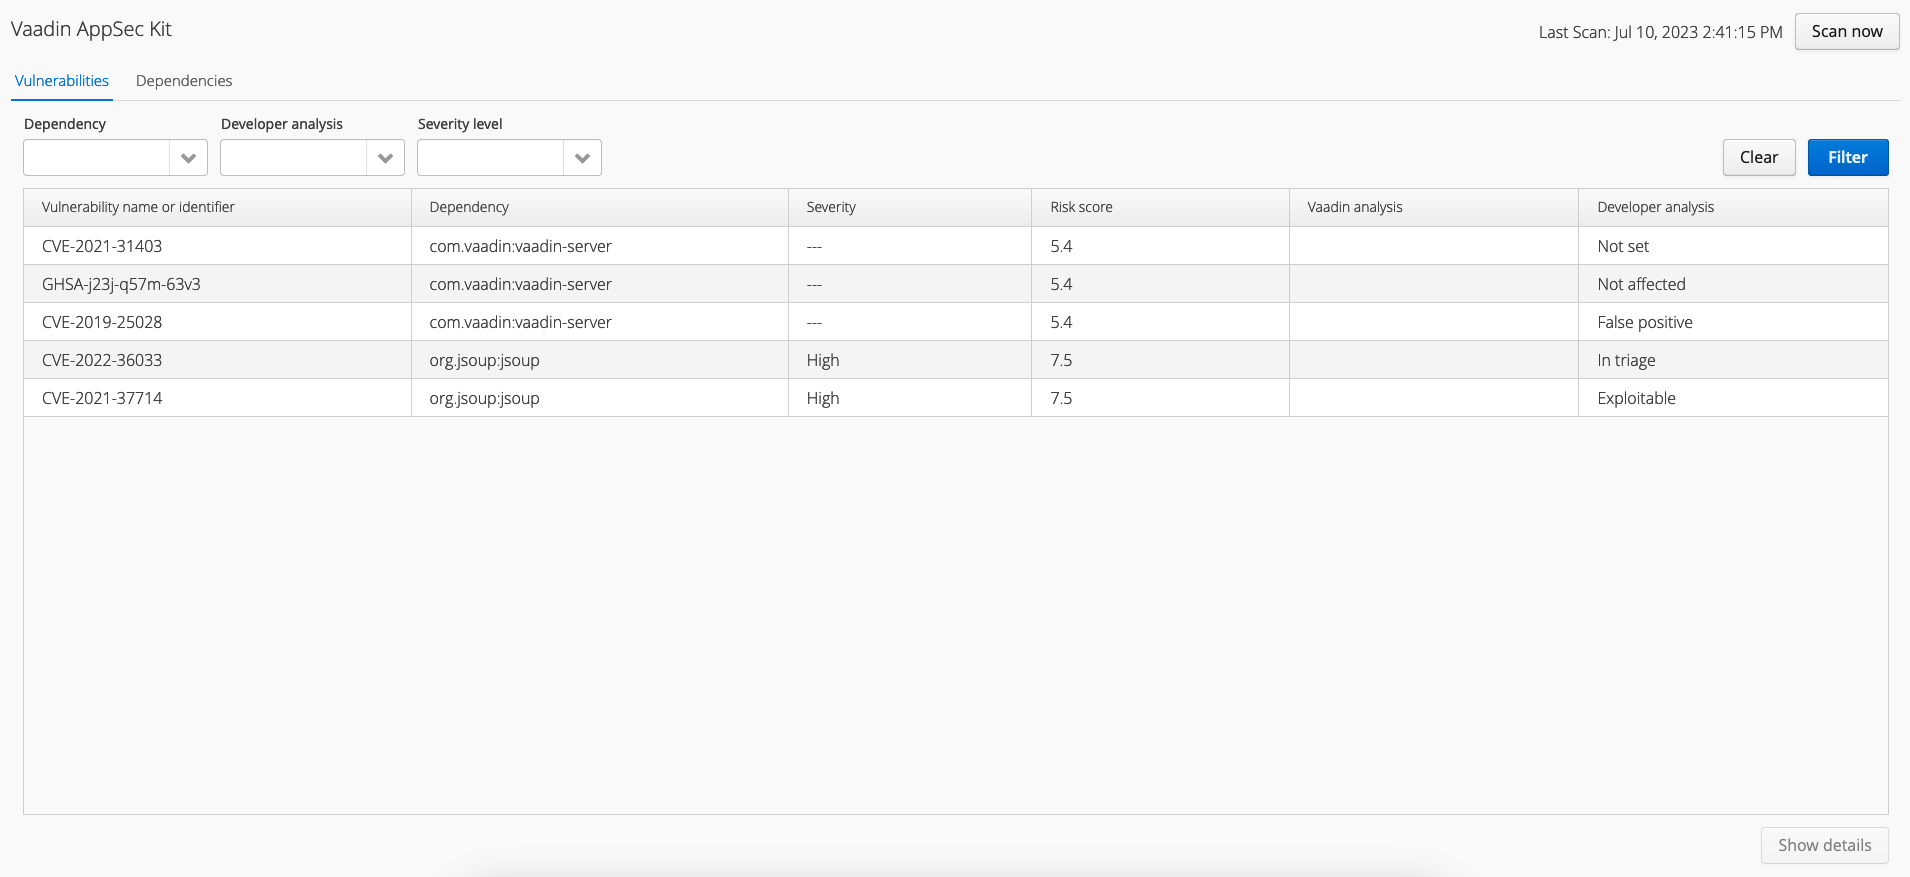 Vaadin AppSec Kit
Last Scan: Jul 10, 2023 2:41:15 PM Scan now
Vulnerabilities Dependencies
Dependency Developer analysis Severity level
Clear Filter
Vulnerability name or identifier Dependency Severity Risk score Vaadin analysis Developer analysis
CVE-2021-31403 com.vaadin:vaadin-server --- 5.4 Not set
GHSA-j23j-q57m-63v3 com.vaadin:vaadin-server --- 5.4 Not affected
CVE-2019-25028 com.vaadin:vaadin-server --- 5.4 False positive
CVE-2022-36033 org.jsoup:jsoup High 7.5 In triage
CVE-2021-37714 org.jsoup:jsoup High 7.5 Exploitable
Show details